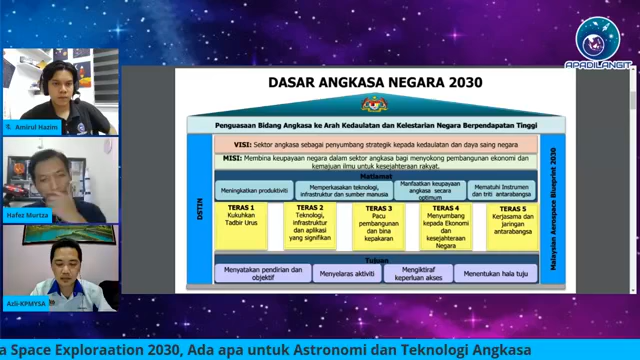 APADILANGIT
Amirul Hazim
Hafez Murtza
Azli-KPMYSA
DASAR ANGKASA NEGARA 2030
Penguasaan Bidang Angkasa ke Arah Kedaulatan dan Kelestarian Negara Berpendapatan Tinggi
VISI: Sektor angkasa sebagai penyumbang strategik kepada kedaulatan dan daya saing negara
MISI: Membina keupayaan negara dalam sektor angkasa bagi menyokong pembangunan ekonomi dan
kemajuan ilmu untuk kesejahteraan rakyat.
Matlamat
Meningkatkan produktiviti
Memperkasakan teknologi,
infrastruktur dan sumber manusia
Manfaatkan keupayaan
angkasa secara
optimum
Mematuhi Instrumen
dan triti antarabangsa
DSTIN
TERAS 1
Kukuhkan
Tadbir Urus
TERAS 2
Teknologi,
infrastruktur
dan aplikasi
yang signifikan
TERAS 3
Pacu
pembangunan
dan bina
kepakaran
TERAS 4
Menyumbang
kepada Ekonomi
dan
kesejahteraan
Negara
TERAS 5
Kerjasama dan
jaringan
antarabangsa
Malaysian Aerospace Blueprint 2030
Tujuan
Menyatakan pendirian dan
objektif
Menyelaras aktiviti
Mengiktiraf
keperluan akses
Menentukan hala tuju
a Space Exploraation 2030, Ada apa untuk Astronomi dan Teknologi Angkasa